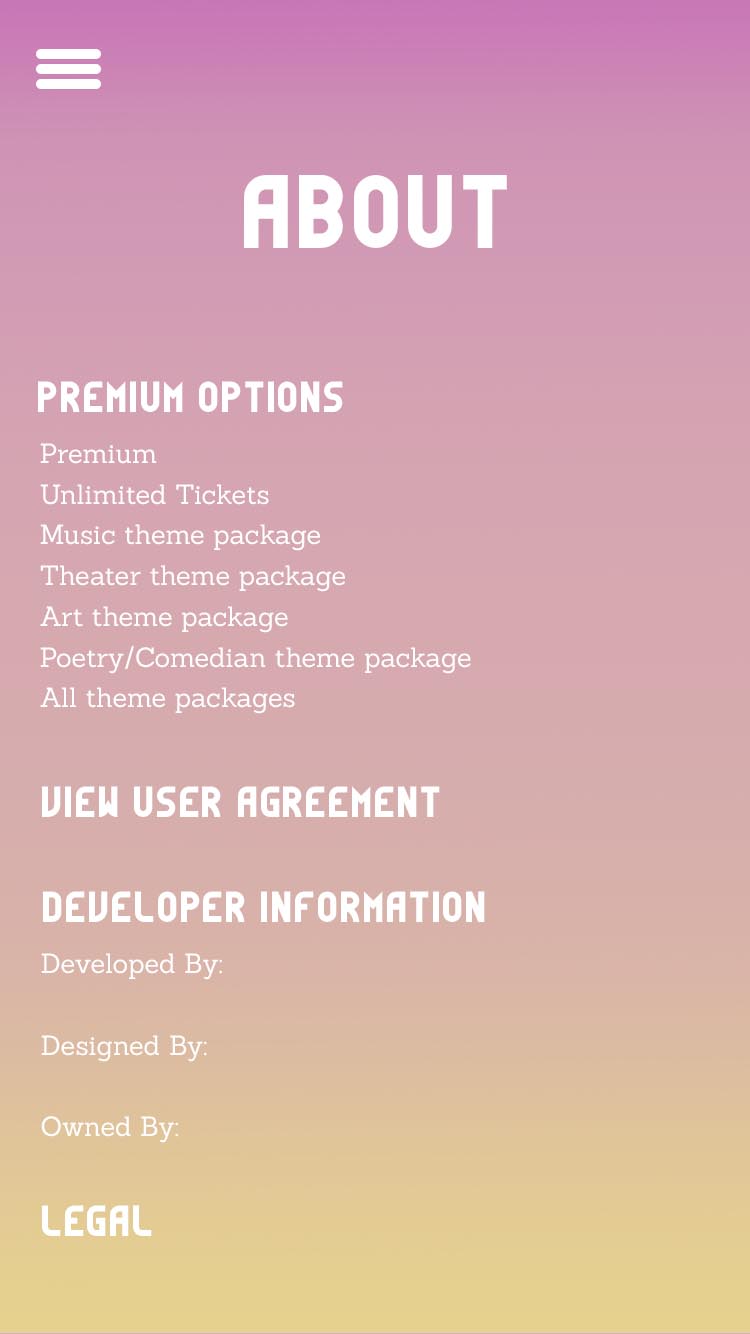 ABOUT
PREMIUM OPTIONS
Premium
Unlimited Tickets
Music theme package
Theater theme package
Art theme package
Poetry/Comedian theme package
All theme packages
VIEW USER AGREEMENT
DEVELOPER INFORMATION
Developed By:
Designed By:
Owned By:
LEGAL